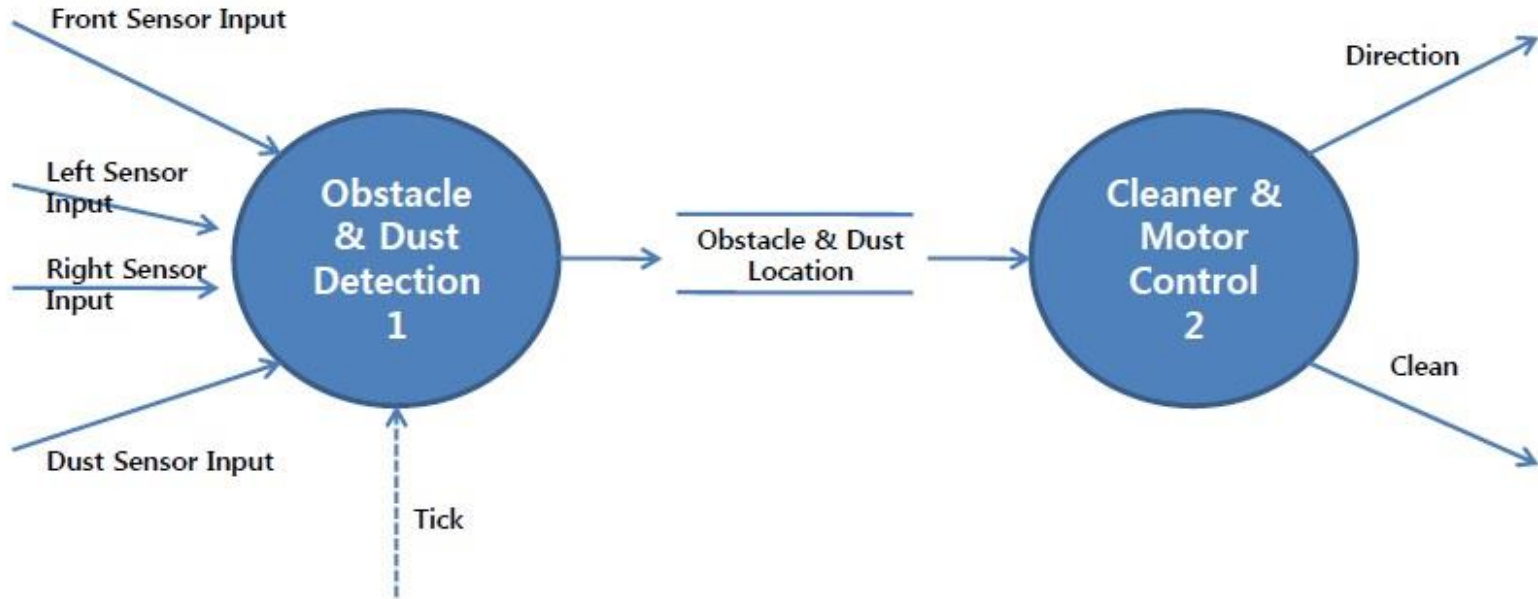 Front Sensor Input
Direction
Left Sensor
Input
Right Sensor
Input
Obstacle
& Dust
Detection
1
Obstacle & Dust
Location
Cleaner &
Motor
Control
2
Dust Sensor Input
Clean
Tick